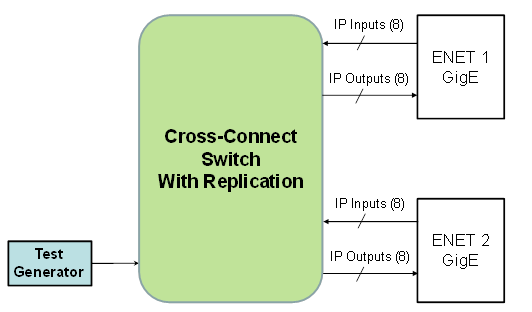 IP Inputs (8)
ENET 1
GigE
IP Outputs (8)
Cross-Connect
Switch
With Replication
IP Inputs (8)
ENET 2
GigE
IP Outputs (8)
Test
Generator